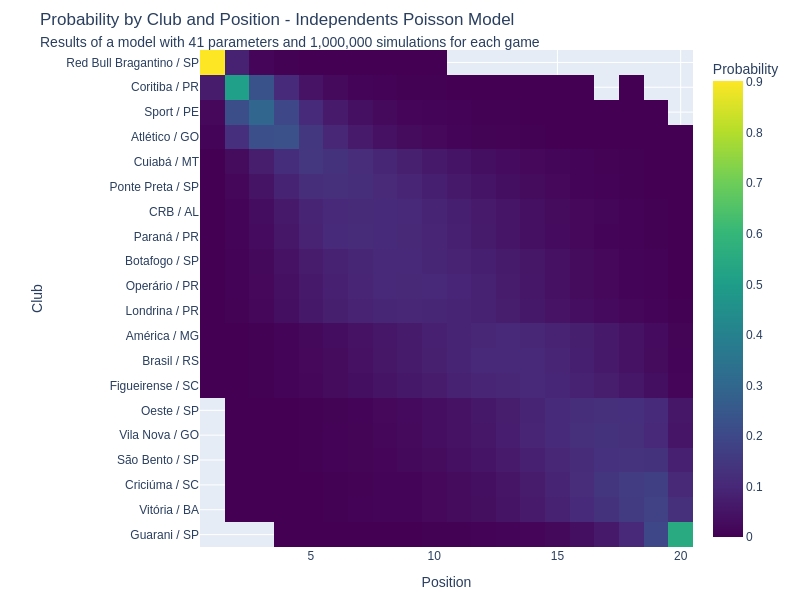 Probability by Club and Position - Independents Poisson Model
Results of a model with 41 parameters and 1,000,000 simulations for each game
Probability
Red Bull Bragantino / SP
Coritiba / PR
Sport / PE
Atlético / GO
Cuiabá / MT
Ponte Preta / SP
CRB / AL
Paraná / PR
Botafogo / SP
Operário / PR
Londrina / PR
América / MG
Brasil / RS
Figueirense / SC
Oeste / SP
Vila Nova / GO
São Bento / SP
Criciúma / SC
Vitória / BA
Guarani / SP
Club
5 10 15 20
Position
0.9
0.8
0.7
0.6
0.5
0.4
0.3
0.2
0.1
0